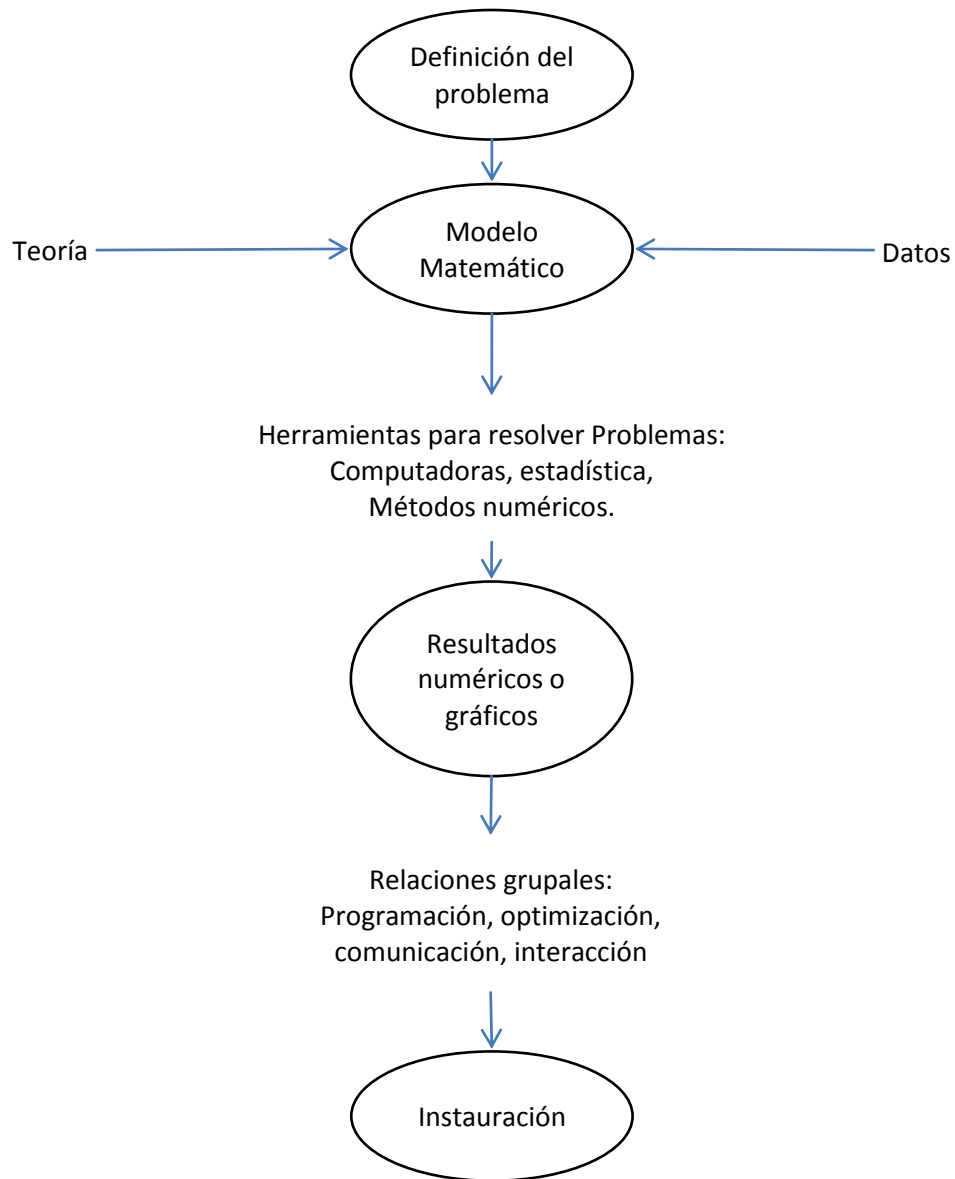 Definición del
problema
Modelo
Matemático
Teoría
Datos
Herramientas para resolver Problemas:
Computadoras, estadística,
Métodos numéricos.
Resultados
numéricos o
gráficos
Relaciones grupales:
Programación, optimización,
comunicación, interacción
Instauración